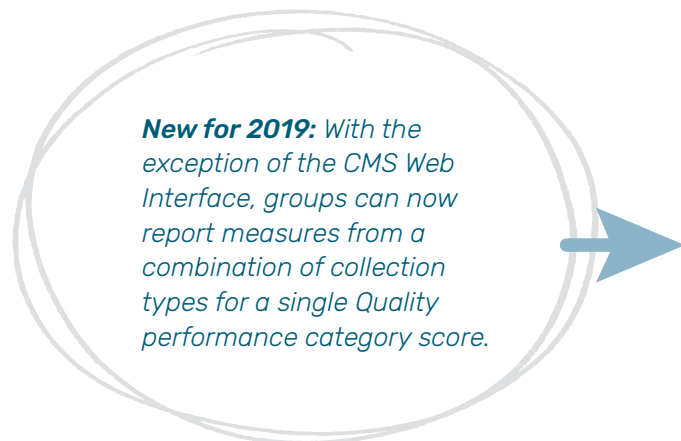 New for 2019: With the
exception of the CMS Web
Interface, groups can now
report measures from a
combination of collection
types for a single Quality
performance category score.